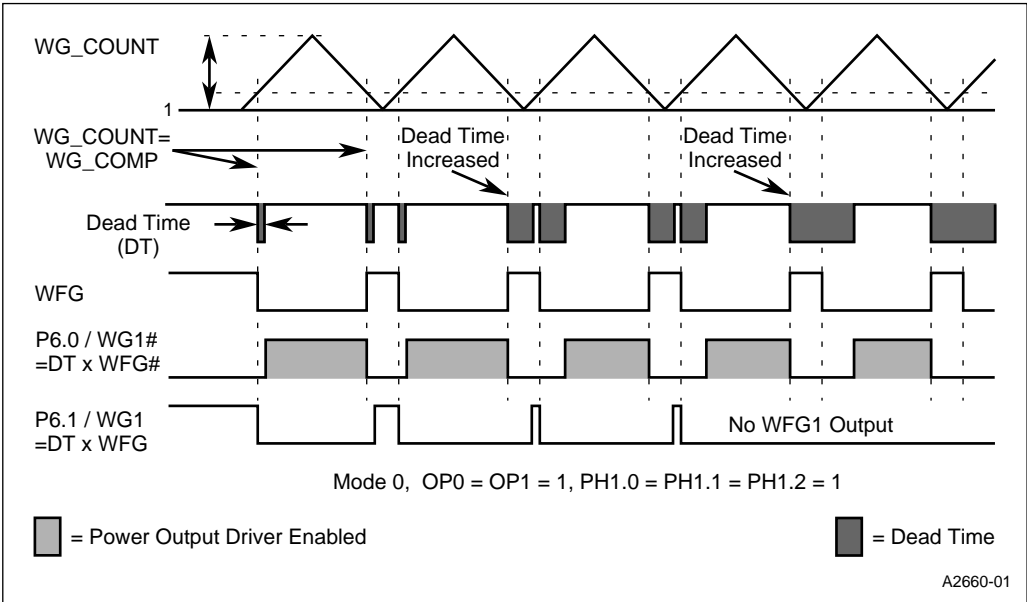 WG_COUNT
1
WG_COUNT=
WG_COMP
Dead Time
Increased
Dead Time
Increased
Dead Time
(DT)
WFG
P6.0 / WG1#
=DT x WFG#
P6.1 / WG1
=DT x WFG
No WFG1 Output
Mode 0, OP0 = OP1 = 1, PH1.0 = PH1.1 = PH1.2 = 1
= Power Output Driver Enabled
= Dead Time
A2660-01